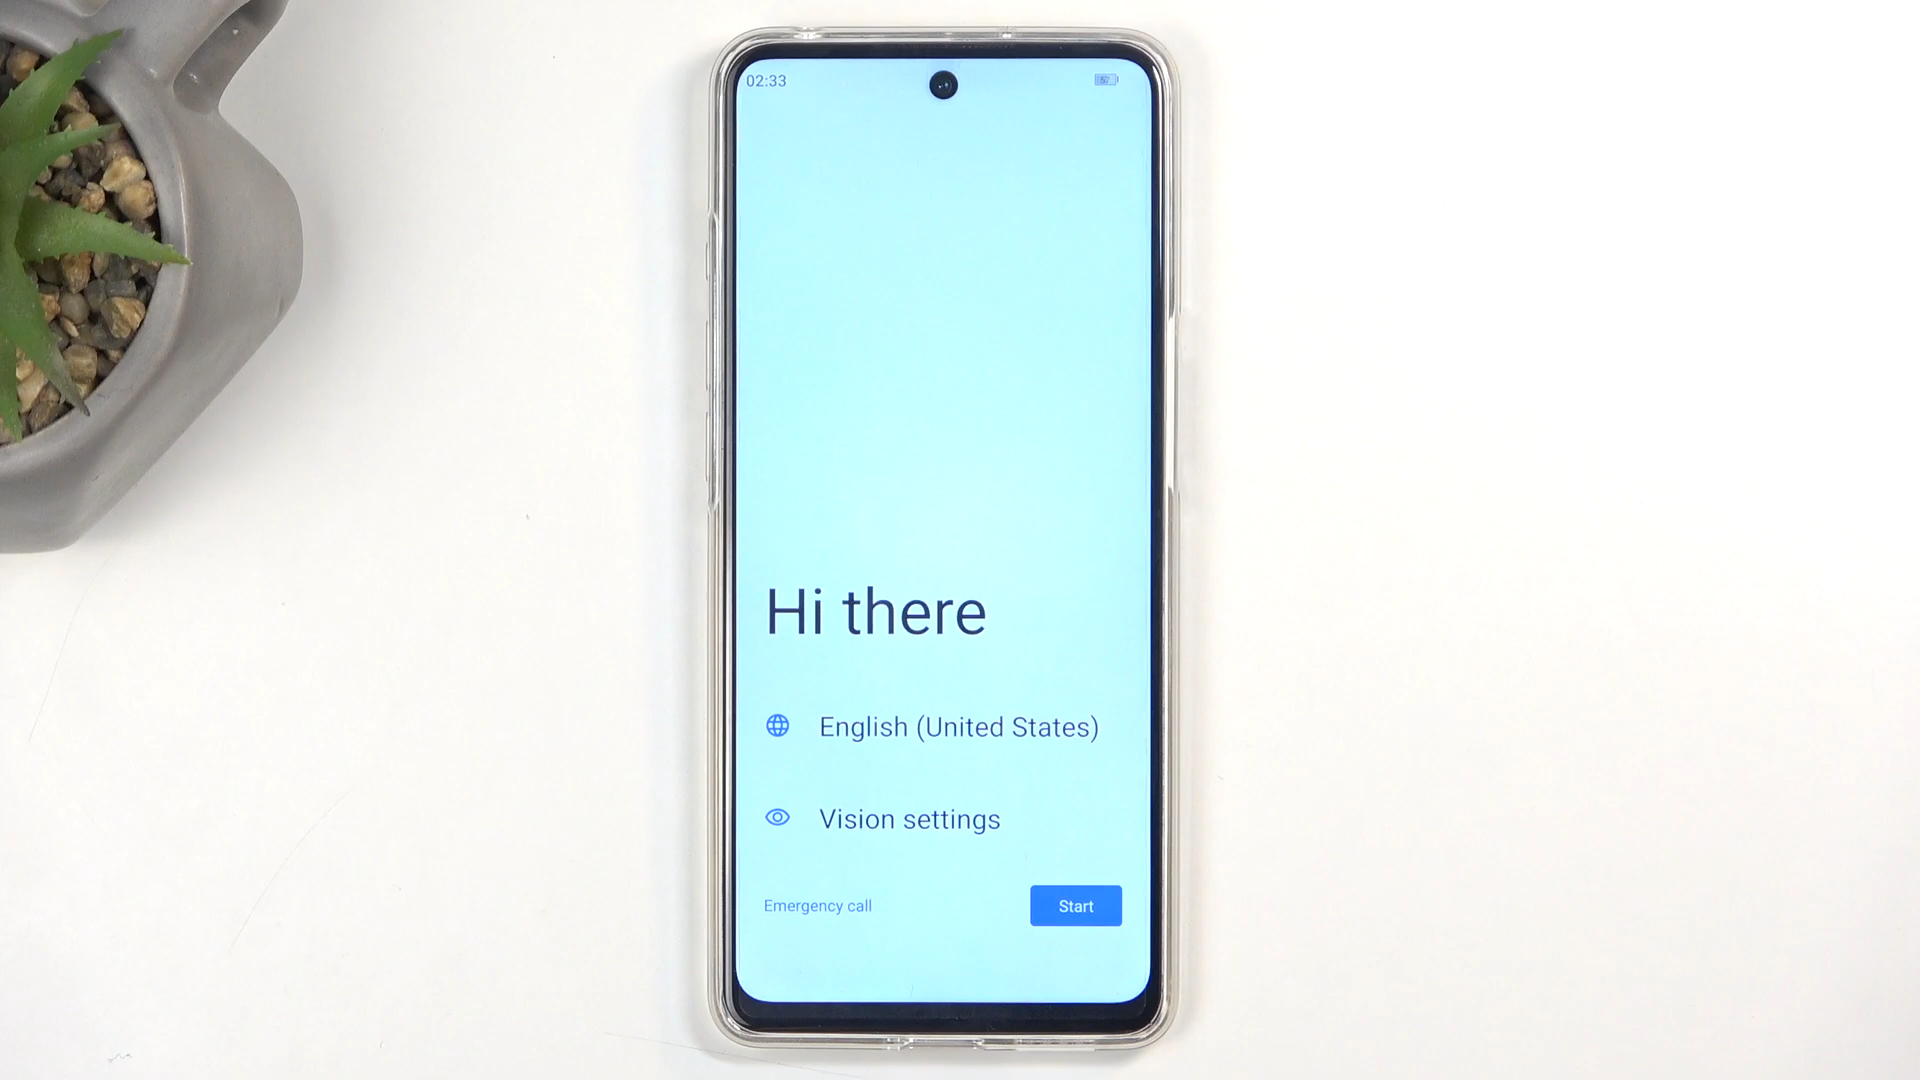 02:33
Hi there
English (United States)
Vision settings
Emergency call
Start